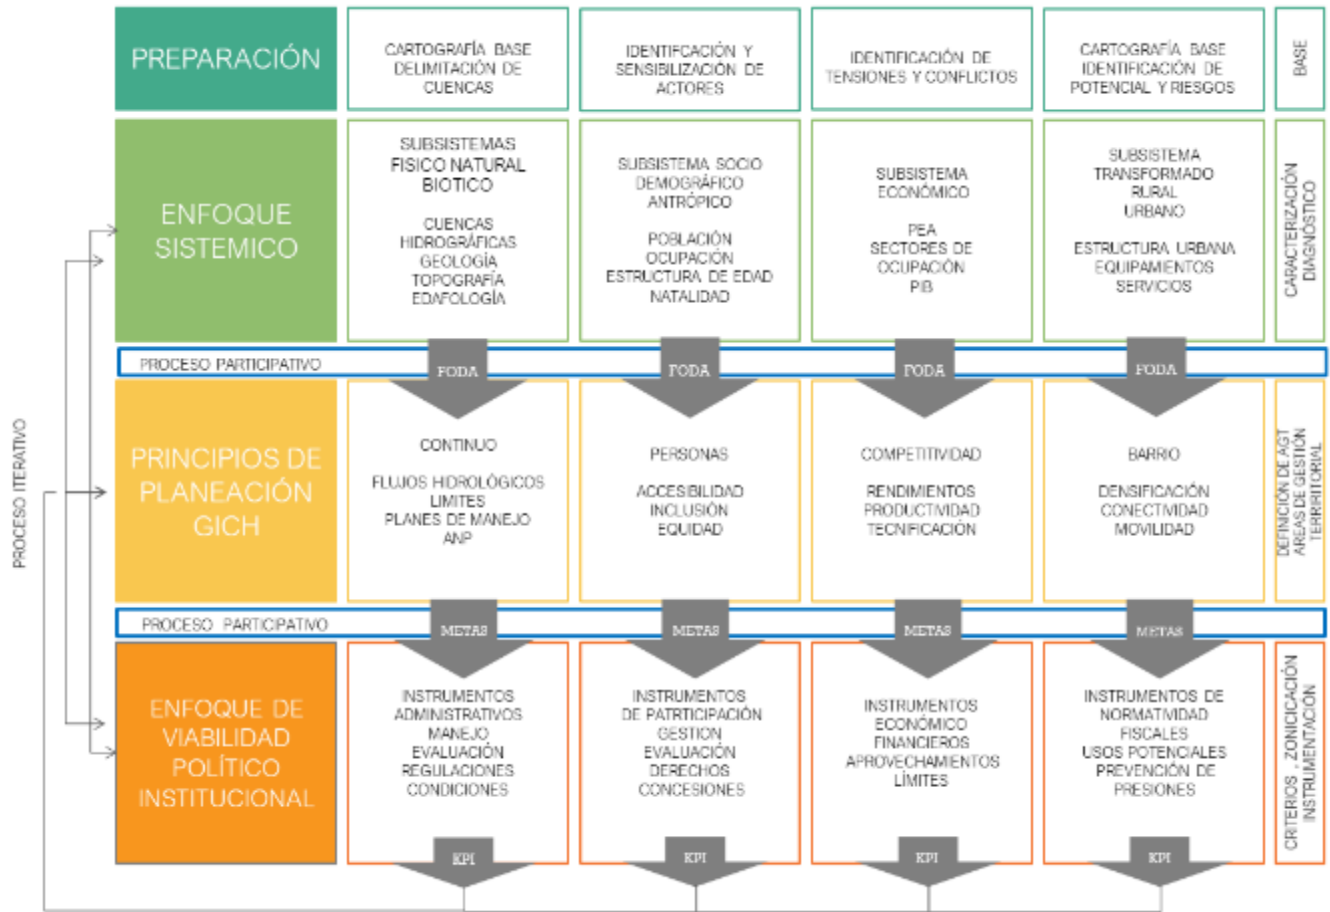 PREPARACIÓN
CARTOGRAFÍA BASE
DELIMITACIÓN DE
CUENCAS
IDENTIFCACIÓN Y
SENSIBILIZACIÓN DE
ACTORES
IDENTIFICACIÓN DE
TENSIONES Y CONFLICTOS
CARTOGRAFÍA BASE
IDENTIFICACIÓN DE
POTENCIAL Y RIESGOS
BASE
ENFOQUE
SISTEMICO
SUBSISTEMAS
FISICO NATURAL
BIOTICO
CUENCAS
HIDROGRÁFICAS
GEOLOGÍA
TOPOGRAFÍA
EDAFOLOGÍA
SUBSISTEMA SOCIO
DEMOGRÁFICO
ANTRÓPICO
POBLACIÓN
OCUPACIÓN
ESTRUCTURA DE EDAD
NATALIDAD
SUBSISTEMA
ECONÓMICO
PEA
SECTORES DE
OCUPACIÓN
PIB
SUBSISTEMA
TRANSFORMADO
RURAL
URBANO
ESTRUCTURA URBANA
EQUIPAMIENTOS
SERVICIOS
CARACTERIZACIÓN
DIAGNÓSTICO
PROCESO PARTICIPATIVO
FODA
FODA
FODA
FODA
PROCESO ITERATIVO
PRINCIPIOS DE
PLANEACIÓN
GICH
CONTINUO
FLUJOS HIDROLÓGICOS
LIMITES
PLANES DE MANEJO
ANP
PERSONAS
ACCESIBILIDAD
INCLUSIÓN
EQUIDAD
COMPETITIVIDAD
RENDIMIENTOS
PRODUCTIVIDAD
TECNIFICACIÓN
BARRIO
DENSIFICACIÓN
CONECTIVIDAD
MOVILIDAD
DEFINICIÓN DE AGT
AREAS DE GESTIÓN
TERRIRITORIAL
PROCESO PARTICIPATIVO
METAS
METAS
METAS
METAS
ENFOQUE DE
VIABILIDAD
POLÍTICO
INSTITUCIONAL
INSTRUMENTOS
ADMINISTRATIVOS
MANEJO
EVALUACIÓN
REGULACIONES
CONDICIONES
INSTRUMENTOS
DE PATRTICIPACIÓN
GESTION
EVALUACIÓN
DERECHOS
CONCESIONES
INSTRUMENTOS
ECONÓMICO
FINANCIEROS
APROVECHAMIENTOS
LÍMITES
INSTRUMENTOS DE
NORMATIVIDAD
FISCALES
USOS POTENCIALES
PREVENCIÓN DE
PRESIONES
CRITERIOS , ZONICICACIÓN
INSTRUMENTACIÓN
KPI
KPI
KPI
KPI